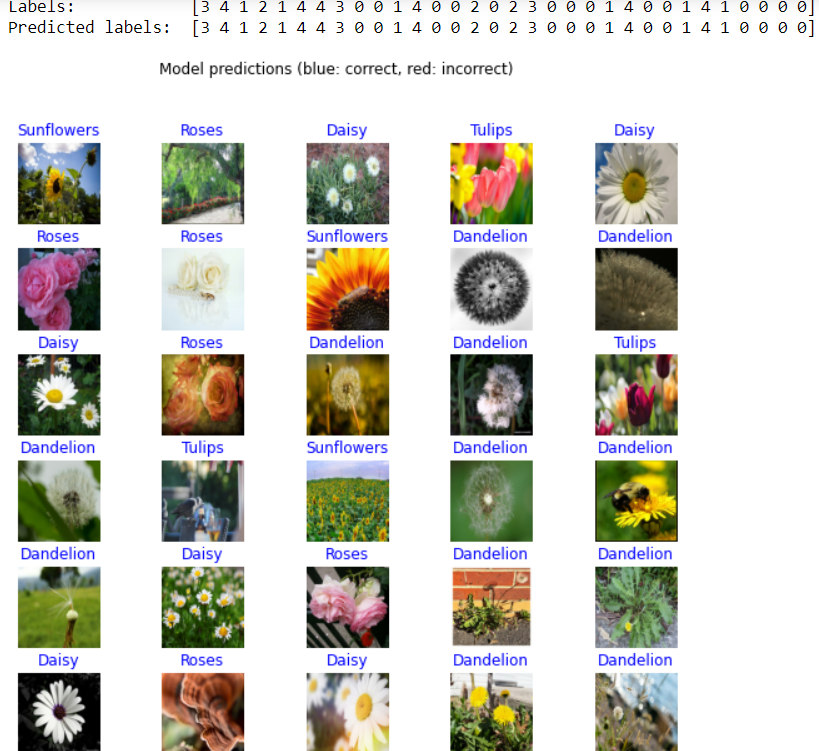 Labels: [3 4 1 2 1 4 4 3 0 0 1 4 0 0 2 0 2 3 0 0 0 1 4 0 0 1 4 1 0 0 0 0]
Predicted labels: [3 4 1 2 1 4 4 3 0 0 1 4 0 0 2 0 2 3 0 0 0 1 4 0 0 1 4 1 0 0 0 0]
Model predictions (blue: correct, red: incorrect)
Sunflowers Roses Daisy Tulips Daisy
Roses Roses Sunflowers Dandelion Dandelion
Daisy Roses Dandelion Dandelion Tulips
Dandelion Tulips Sunflowers Dandelion Dandelion
Dandelion Daisy Roses Dandelion Dandelion
Daisy Roses Daisy Dandelion Dandelion